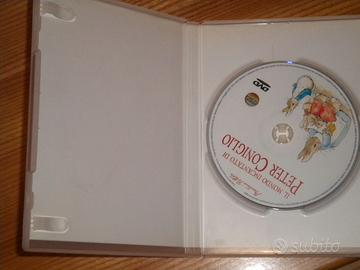 DVD
IL MONDO INCANTATO DI
PETER CONIGLIO
subito